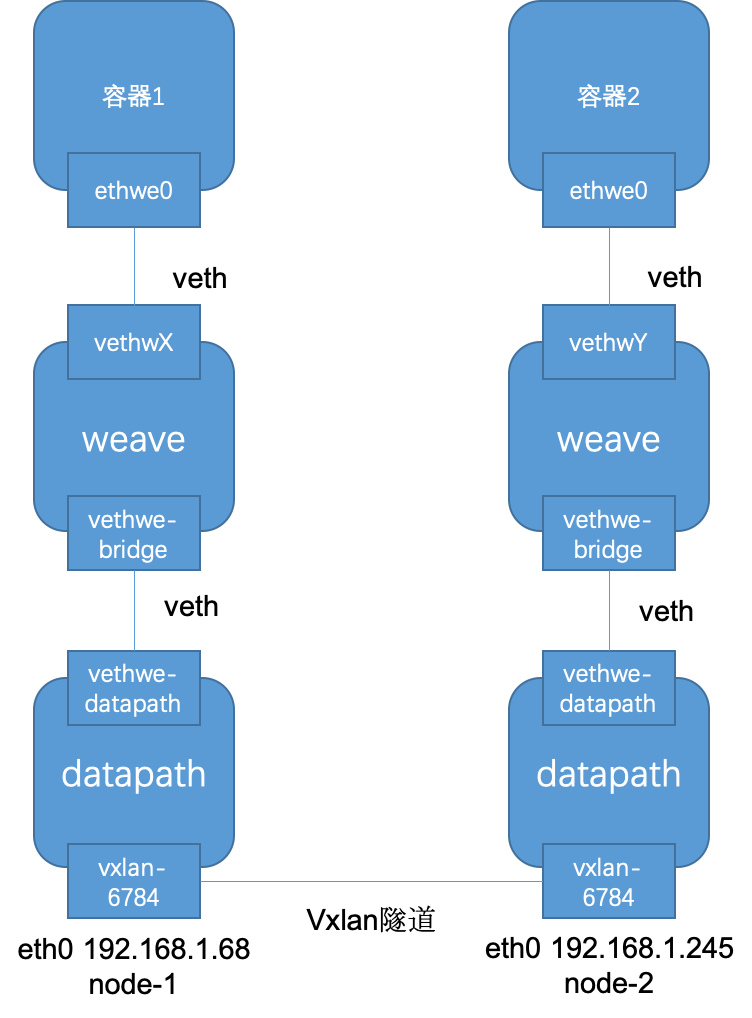 容器1
ethwe0
veth
vethwX
weave
vethwe-
bridge
veth
vethwe-
datapath
datapath
vxlan-
6784
eth0 192.168.1.68
node-1
容器2
ethwe0
veth
vethwY
weave
vethwe-
bridge
veth
vethwe-
datapath
datapath
vxlan-
6784
eth0 192.168.1.245
node-2
Vxlan隧道